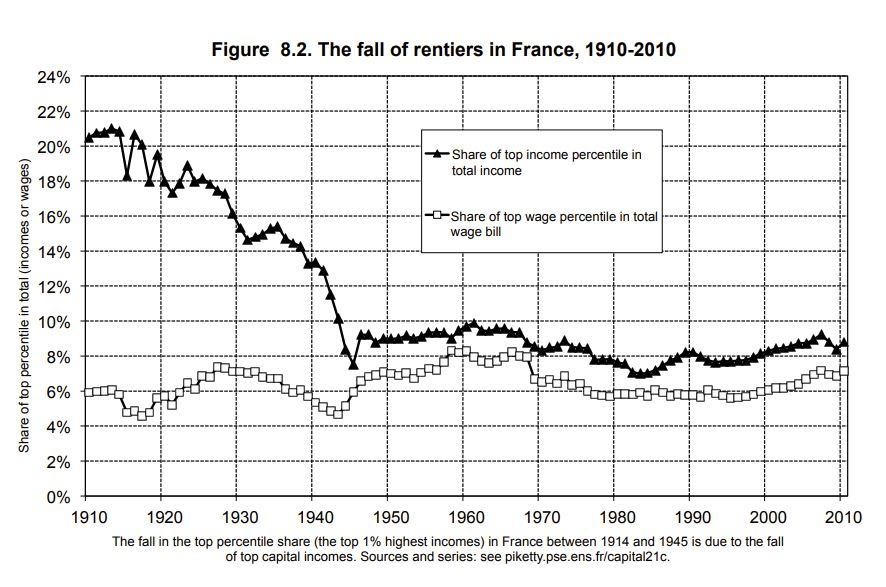 Figure 8.2. The fall of rentiers in France, 1910-2010
24%
22%
20%
18%
16%
14%
12%
10%
8%
6%
4%
2%
0%
Share of top percentile in total (incomes or wages)
Share of top income percentile in
total income
Share of top wage percentile in total
wage bill
1910 1920 1930 1940 1950 1960 1970 1980 1990 2000 2010
The fall in the top percentile share (the top 1% highest incomes) in France between 1914 and 1945 is due to the fall
of top capital incomes. Sources and series: see piketty.pse.ens.fr/capital21c.